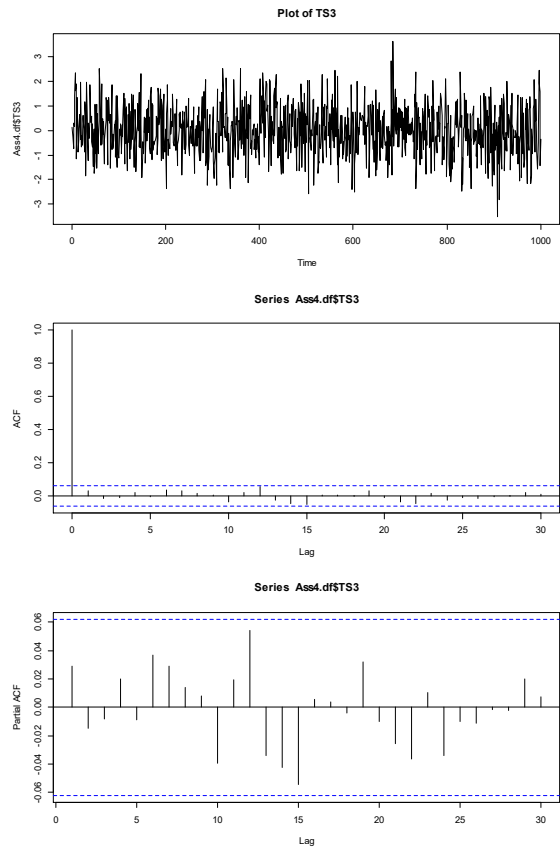 Plot of TS3
Ass4.df$TS3
3
2
1
0
-1
-2
-3
0 200 400 600 800 1000
Time
Series Ass4.df$TS3
ACF
1.0
0.8
0.6
0.4
0.2
0.0
0 5 10 15 20 25 30
Lag
Series Ass4.df$TS3
Partial ACF
0.06
0.04
0.02
0.00
-0.02
-0.04
-0.06
0 5 10 15 20 25 30
Lag